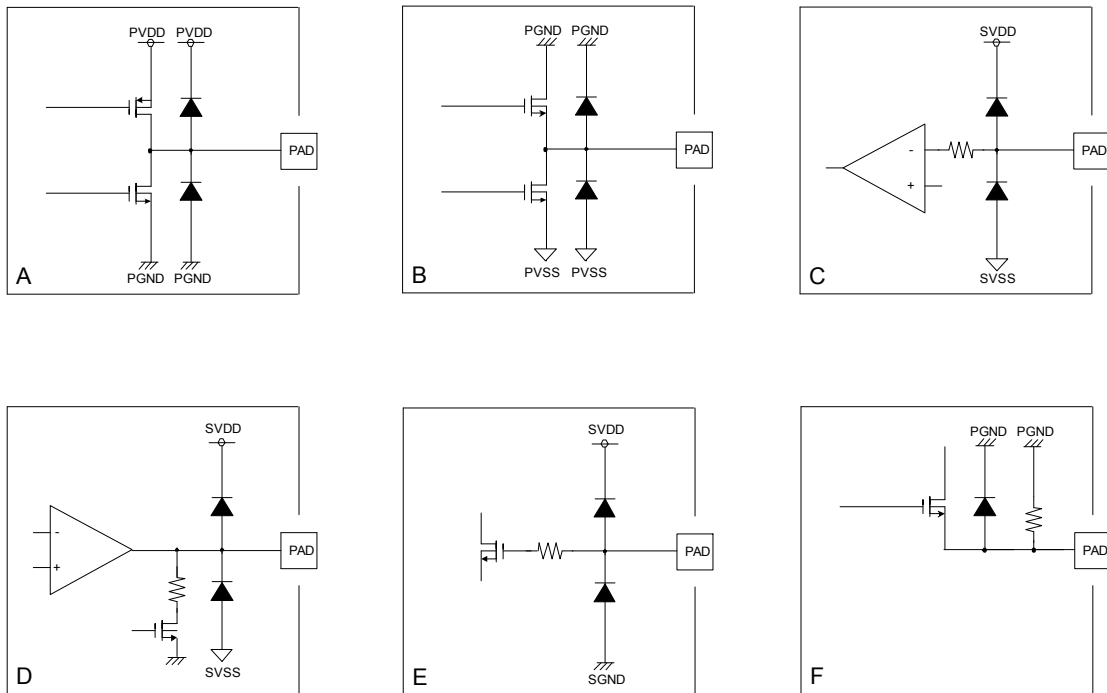 PVDD PVDD
PAD
PGND PGND
A
PGND PGND
PAD
PVSS PVSS
B
SVDD
-
+
PAD
SVSS
C
SVDD
-
+
PAD
SVSS
D
SVDD
PAD
SGND
E
PGND PGND
PAD
F